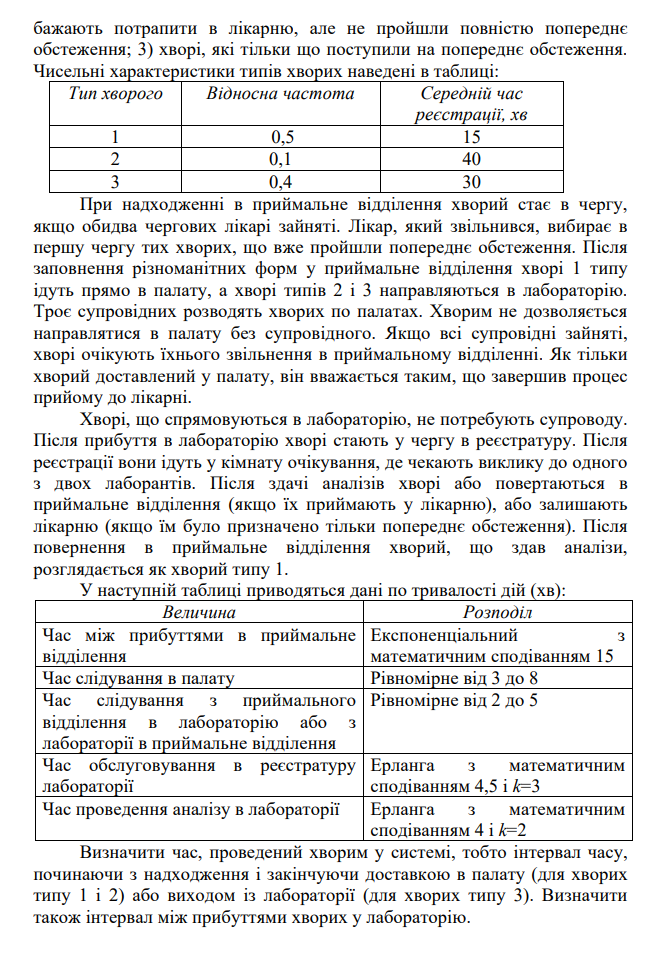 бажають потрапити в лікарню, але не пройшли повністю попереднє
обстеження; 3) хворі, які тільки що поступили на попереднє обстеження.
Чисельні характеристики типів хворих наведені в таблиці:
Тип хворого Відносна частота Середній час
реєстрації, хв
1 0,5 15
2 0,1 40
3 0,4 30
При надходженні в приймальне відділення хворий стає в чергу,
якщо обидва чергових лікарі зайняті. Лікар, який звільнився, вибирає в
першу чергу тих хворих, що вже пройшли попереднє обстеження. Після
заповнення різноманітних форм у приймальне відділення хворі 1 типу
ідуть прямо в палату, а хворі типів 2 і 3 направляються в лабораторію.
Троє супровідних розводять хворих по палатах. Хворим не дозволяється
направлятися в палату без супровідного. Якщо всі супровідні зайняті,
хворі очікують їхнього звільнення в приймальному відділенні. Як тільки
хворий доставлений у палату, він вважається таким, що завершив процес
прийому до лікарні.
Хворі, що спрямовуються в лабораторію, не потребують супроводу.
Після прибуття в лабораторію хворі стають у чергу в реєстратуру. Після
реєстрації вони ідуть у кімнату очікування, де чекають виклику до одного
з двох лаборантів. Після здачі аналізів хворі або повертаються в
приймальне відділення (якщо їх приймають у лікарню), або залишають
лікарню (якщо їм було призначено тільки попереднє обстеження). Після
повернення в приймальне відділення хворий, що здав аналізи,
розглядається як хворий типу 1.
У наступній таблиці приводяться дані по тривалості дій (хв):
Величина Розподіл
Час між прибуттями в приймальне Експоненціальний з
відділення математичним сподіванням 15
Час слідування в палату Рівномірне від 3 до 8
Час слідування з приймального Рівномірне від 2 до 5
відділення в лабораторію або з
лабораторії в приймальне відділення
Час обслуговування в реєстратуру Ерланга з математичним
лабораторії сподіванням 4,5 і k=3
Час проведення аналізу в лабораторії Ерланга з математичним
сподіванням 4 і k=2
Визначити час, проведений хворим у системі, тобто інтервал часу,
починаючи з надходження і закінчуючи доставкою в палату (для хворих
типу 1 і 2) або виходом із лабораторії (для хворих типу 3). Визначити
також інтервал між прибуттями хворих у лабораторію.